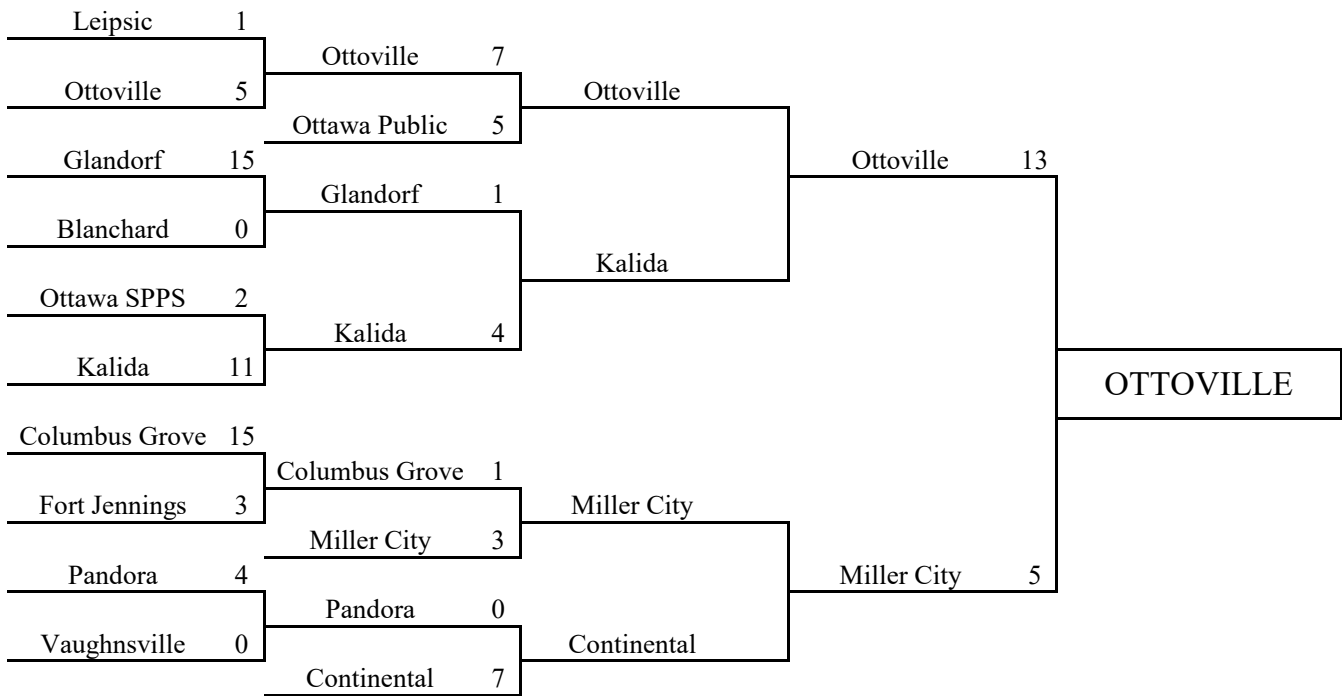 Leipsic 1
Ottoville 7
Ottoville 5
Ottoville
Ottawa Public 5
Glandorf 15
Ottoville 13
Glandorf 1
Blanchard 0
Kalida
Ottawa SPPS 2
Kalida 4
Kalida 11
OTTOVILLE
Columbus Grove 15
Columbus Grove 1
Fort Jennings 3
Miller City
Miller City 3
Pandora 4
Miller City 5
Pandora 0
Vaughnsville 0
Continental
Continental 7